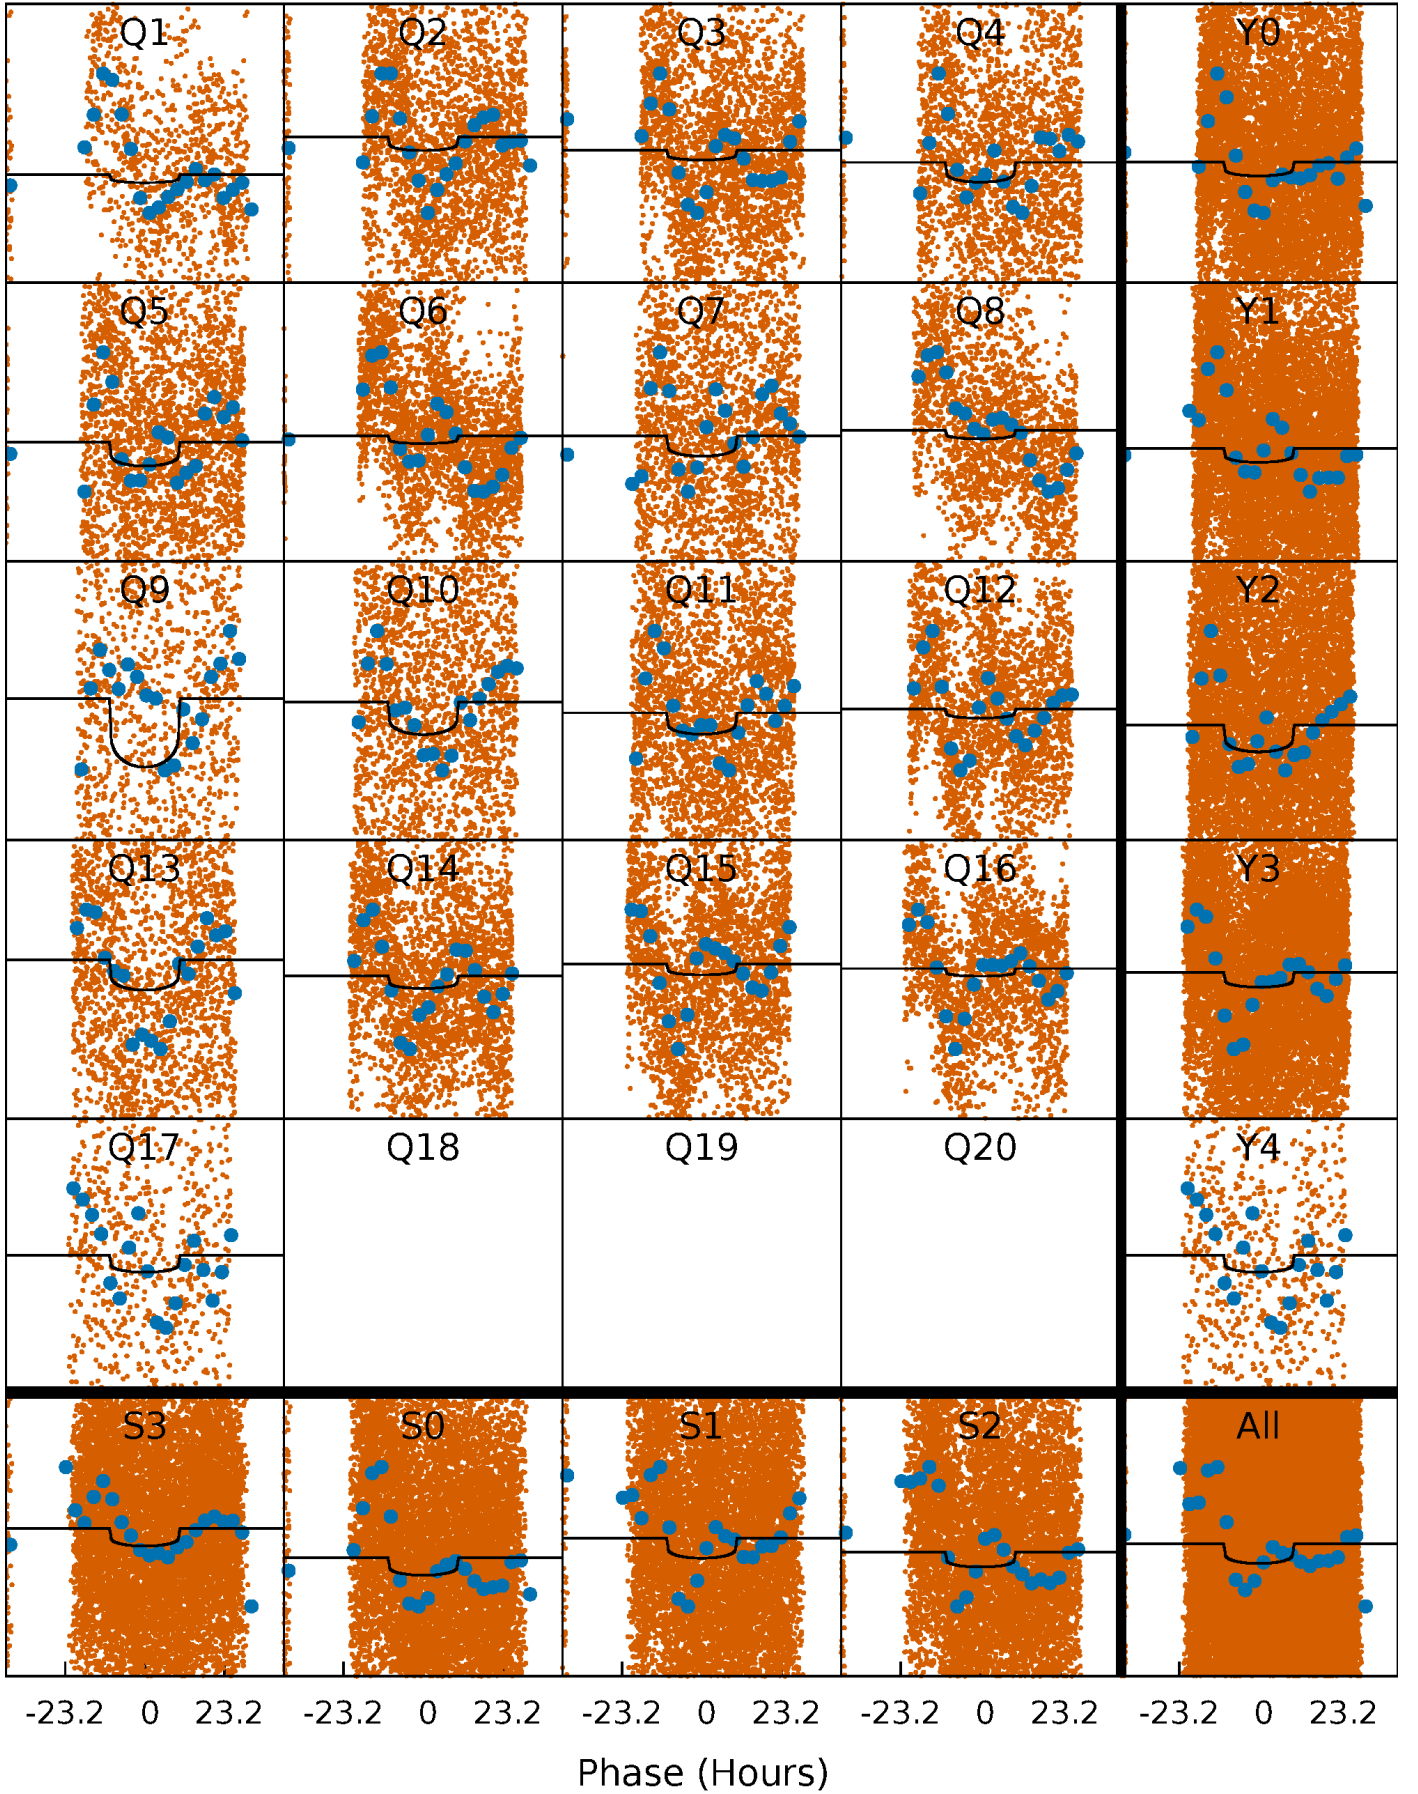 Q1 Q2 Q3 Q4 Y0
Q5 Q6 Q7 Q8 Y1
Q9 Q10 Q11 Q12 Y2
Q13 Q14 Q15 Q16 Y3
Q17 Q18 Q19 Q20 Y4
S3 S0 S1 S2 All
-23.2 0 23.2 -23.2 0 23.2 -23.2 0 23.2 -23.2 0 23.2 -23.2 0 23.2
Phase (Hours)